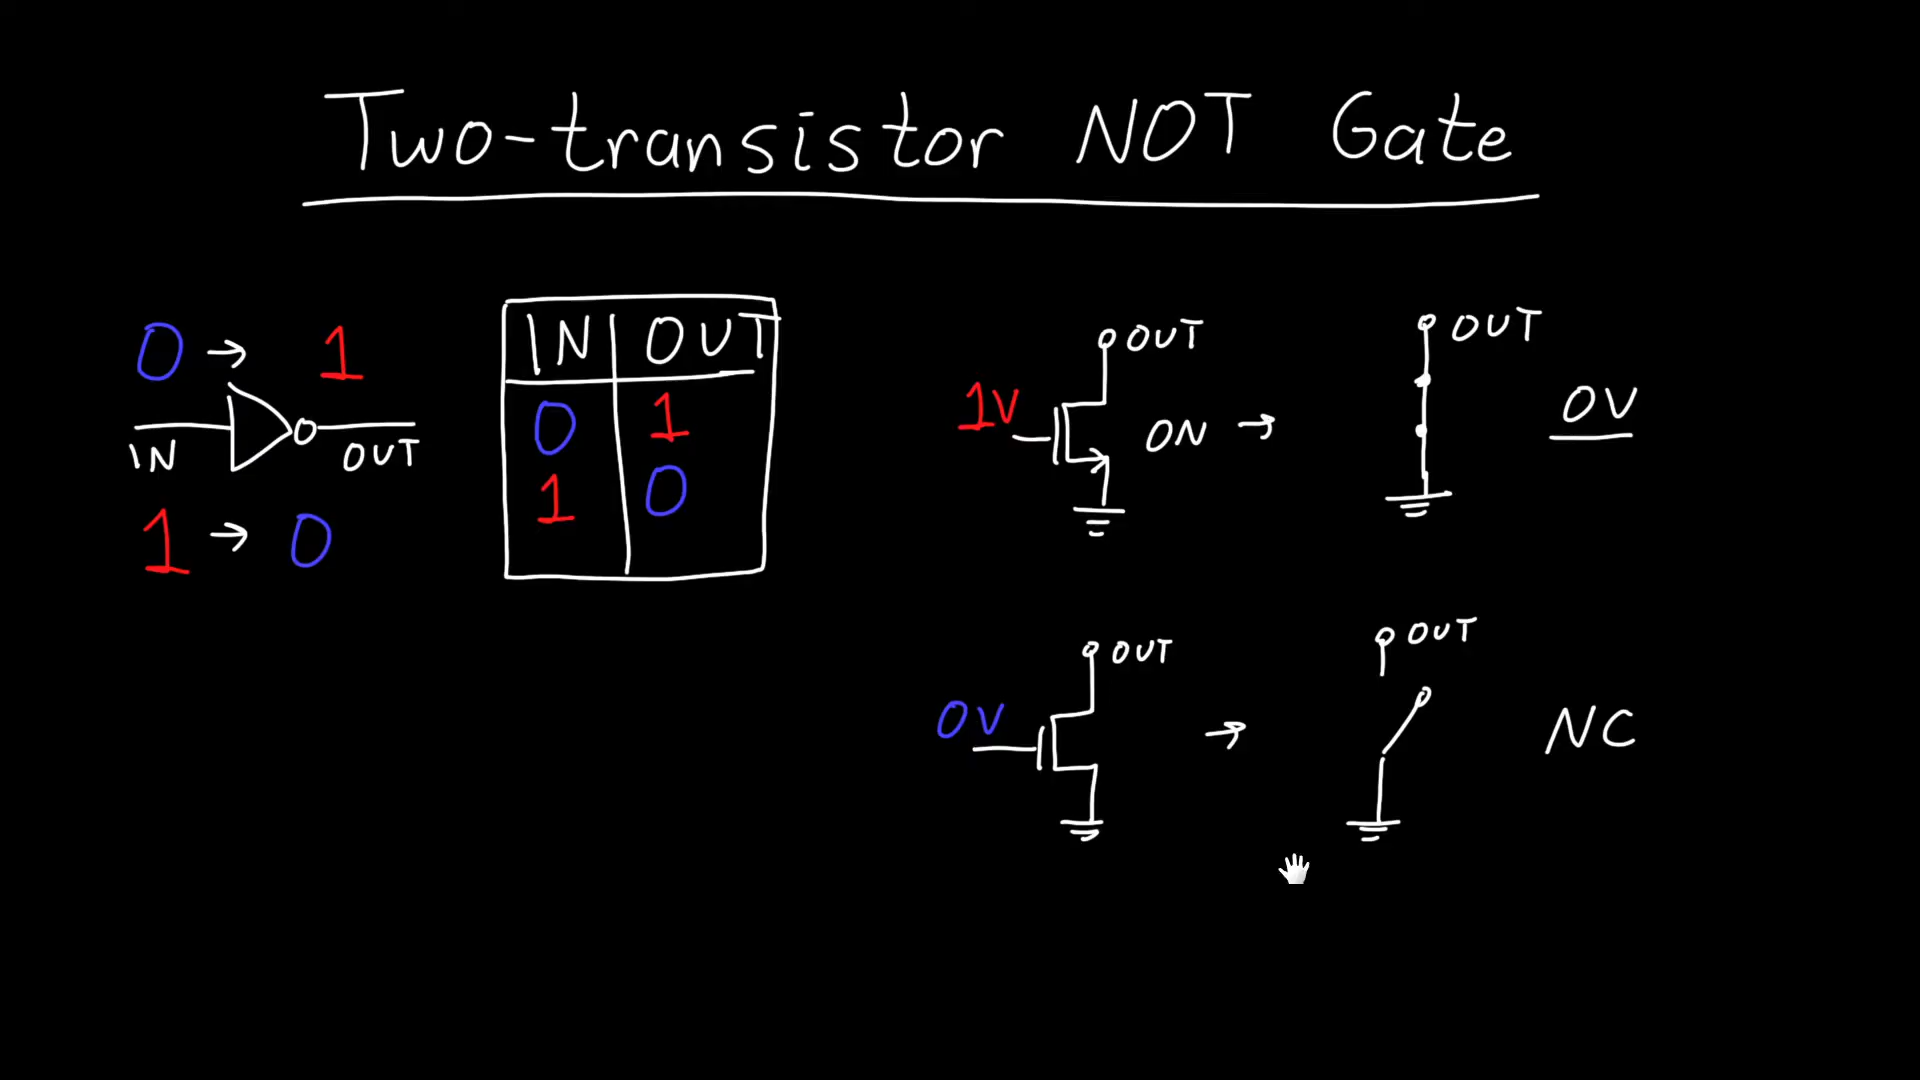 Two-transistor NOT Gate
0 → 1
IN OUT
1 → 0
IN OUT
0 1
1 0
OUT
1V ON →
OUT
0V
OUT
0V →
OUT
NC